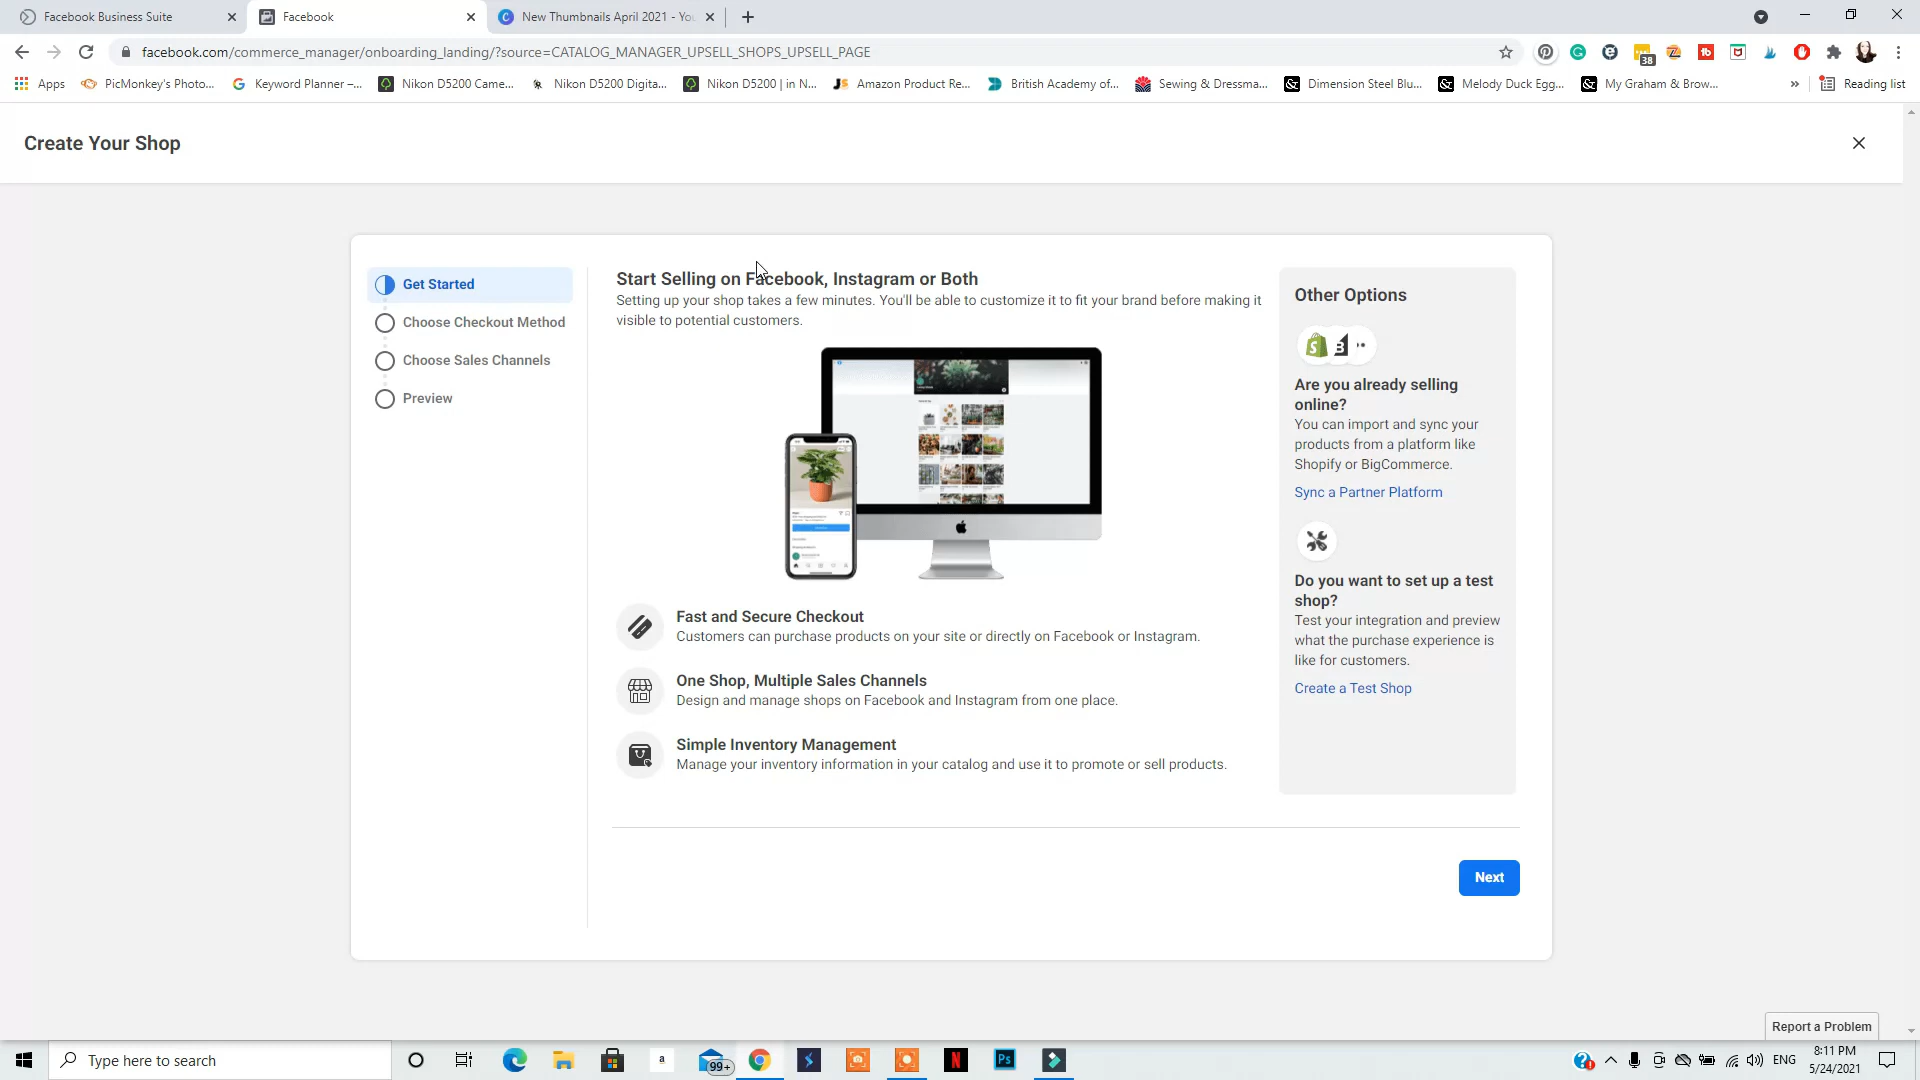 Facebook Business Suite
Facebook
New Thumbnails April 2021 - You
facebook.com/commerce_manager/onboarding_landing/?source=CATALOG_MANAGER_UPSELL_SHOPS_UPSELL_PAGE
38
Apps
PicMonkey's Photo...
Keyword Planner –...
Nikon D5200 Came...
Nikon D5200 Digita...
Nikon D5200 | in N...
Amazon Product Re...
British Academy of...
Sewing & Dressma...
Dimension Steel Blu...
Melody Duck Egg...
My Graham & Brow...
»
Reading list
Create Your Shop
Get Started
Choose Checkout Method
Choose Sales Channels
Preview
Start Selling on Facebook, Instagram or Both
Setting up your shop takes a few minutes. You'll be able to customize it to fit your brand before making it
visible to potential customers.
Fast and Secure Checkout
Customers can purchase products on your site or directly on Facebook or Instagram.
One Shop, Multiple Sales Channels
Design and manage shops on Facebook and Instagram from one place.
Simple Inventory Management
Manage your inventory information in your catalog and use it to promote or sell products.
Other Options
Are you already selling
online?
You can import and sync your
products from a platform like
Shopify or BigCommerce.
Sync a Partner Platform
Do you want to set up a test
shop?
Test your integration and preview
what the purchase experience is
like for customers.
Create a Test Shop
Next
Report a Problem
Type here to search
99+
ENG
8:11 PM
5/24/2021